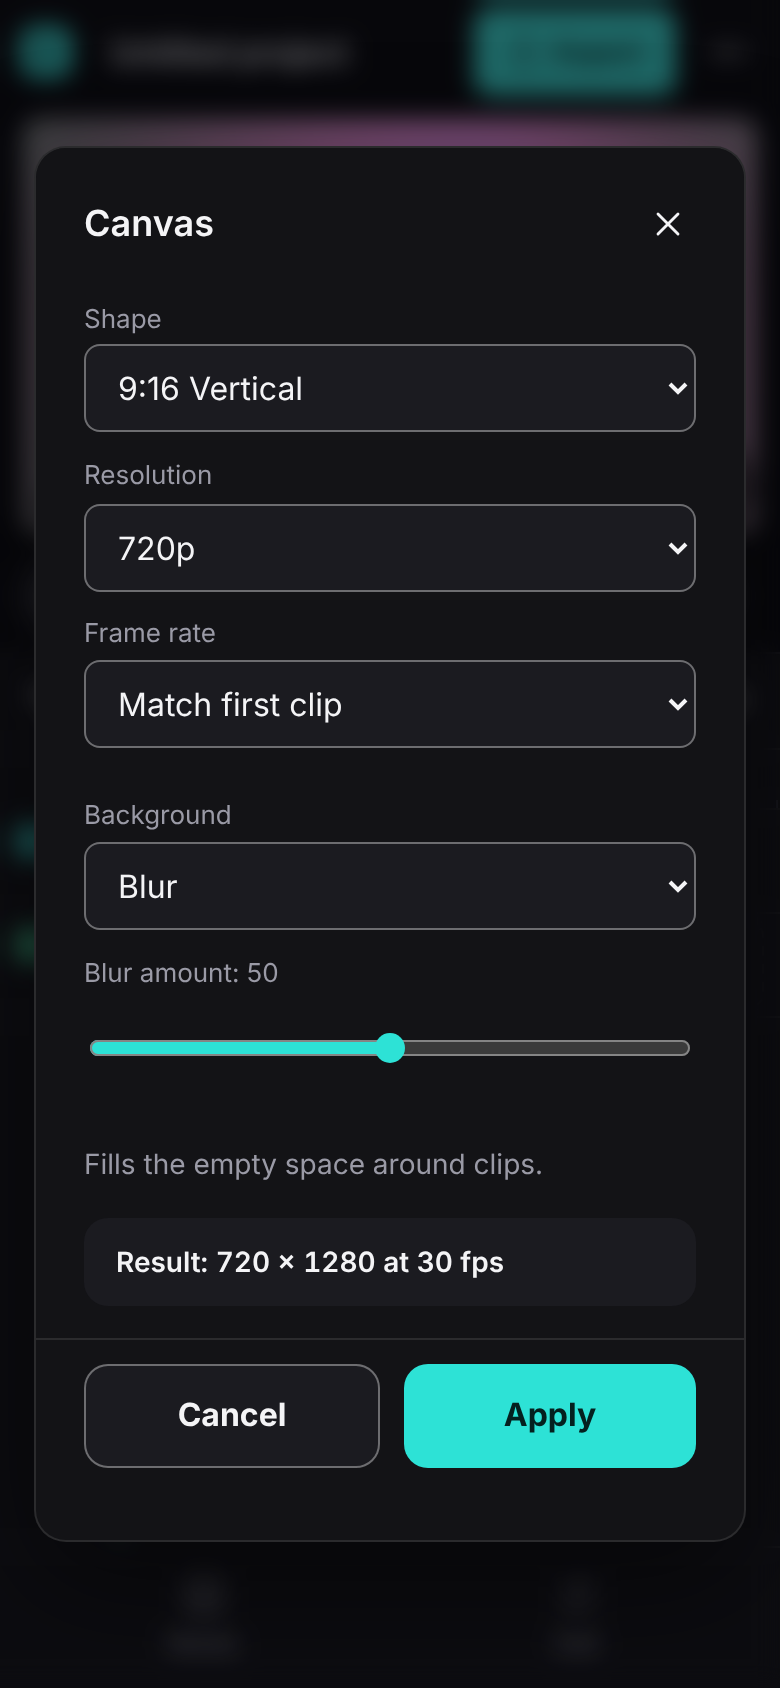 Canvas
Shape
9:16 Vertical
Resolution
720p
Frame rate
Match first clip
Background
Blur
Blur amount: 50
Fills the empty space around clips.
Result: 720 × 1280 at 30 fps
Cancel
Apply